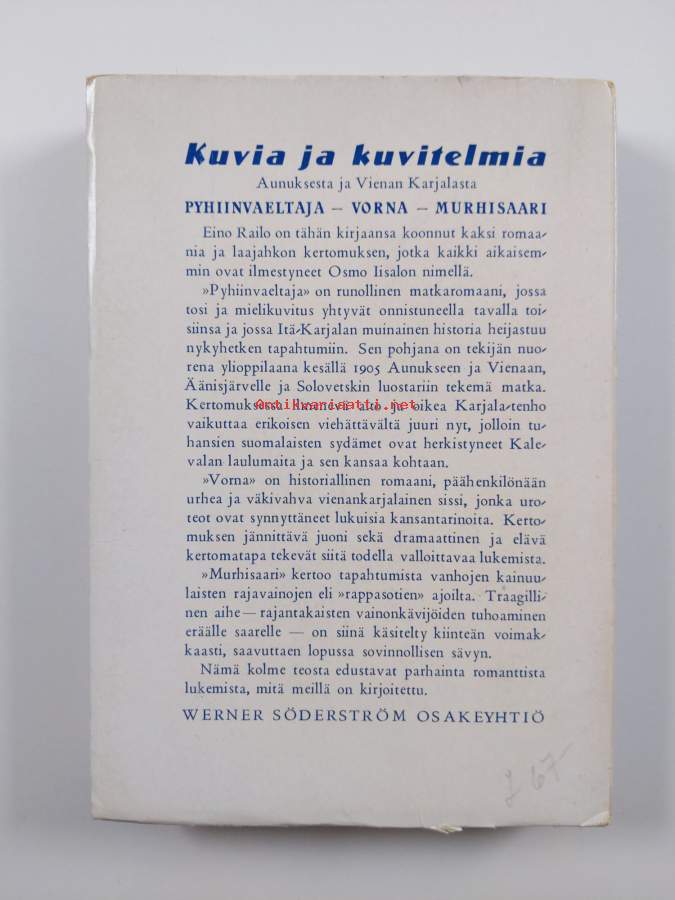 Kuvia ja kuvitelmia
Aunuksesta ja Vienan Karjalasta
PYHIINVAELTAJA – VORNA – MURHISAARI
Eino Railo on tähän kirjaansa koonnut kaksi romaa-
nia ja laajahkon kertomuksen, jotka kaikki aikaisem-
min ovat ilmestyneet Osmo Iisalon nimellä.
»Pyhiinvaeltaja» on runollinen matkaromaani, jossa
tosi ja mielikuvitus yhtyvät onnistuneella tavalla toi-
siinsa ja jossa Itä-Karjalan muinainen historia heijastuu
nykyhetken tapahtumiin. Sen pohjana on tekijän nuo-
rena ylioppilaana kesällä 1905 Aunukseen ja Vienaan,
Äänisjärvelle ja Solovetskin luostariin tekemä matka.
Antikvariaatti.net
Kertomuksesta ilmenevä aito ja oikea Karjala-tenho
vaikuttaa erikoisen viehättävältä juuri nyt, jolloin tu-
hansien suomalaisten sydämet ovat herkistyneet Kale-
valan laulumaita ja sen kansaa kohtaan.
»Vorna» on historiallinen romaani, päähenkilönään
urhea ja väkivahva vienankarjalainen sissi, jonka uro-
teot ovat synnyttäneet lukuisia kansantarinoita. Kerto-
muksen jännittävä juoni sekä dramaattinen ja elävä
kertomatapa tekevät siitä todella valloittavaa lukemista.
»Murhisaari» kertoo tapahtumista vanhojen kainuu-
laisten rajavainojen eli »rappasotien» ajoilta. Traagilli-
nen aihe — rajantakaisten vainonkävijöiden tuhoaminen
eräälle saarelle — on siinä käsitelty kiinteän voimak-
kaasti, saavuttaen lopussa sovinnollisen sävyn.
Nämä kolme teosta edustavat parhainta romanttista
lukemista, mitä meillä on kirjoitettu.
WERNER SÖDERSTRÖM OSAKEYHTIÖ
67-